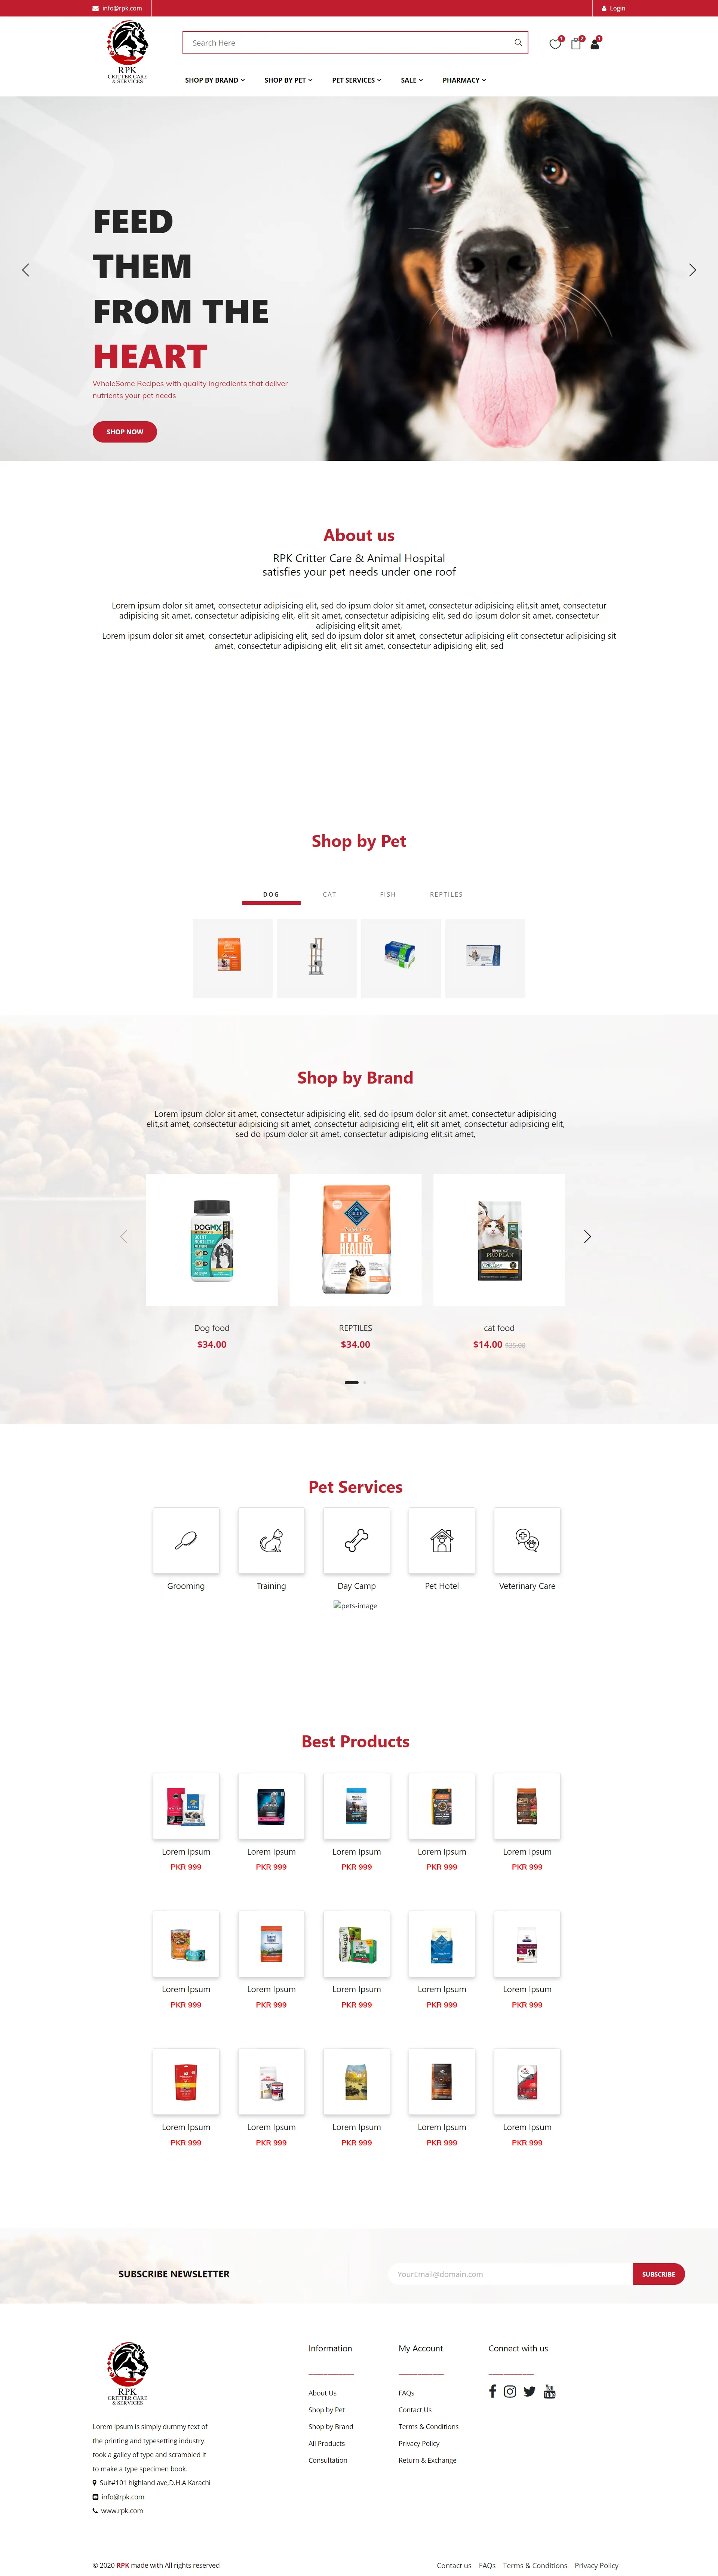 info@rpk.com
Login
RPK
CRITTER CARE
& SERVICES
Search Here
1
2
1
SHOP BY BRAND
SHOP BY PET
PET SERVICES
SALE
PHARMACY
FEED
THEM
FROM THE
HEART
WholeSome Recipes with quality ingredients that deliver
nutrients your pet needs
SHOP NOW
About us
RPK Critter Care & Animal Hospital
satisfies your pet needs under one roof
Lorem ipsum dolor sit amet, consectetur adipisicing elit, sed do ipsum dolor sit amet, consectetur adipisicing elit,sit amet, consectetur
adipisicing sit amet, consectetur adipisicing elit, elit sit amet, consectetur adipisicing elit, sed do ipsum dolor sit amet, consectetur
adipisicing elit,sit amet,
Lorem ipsum dolor sit amet, consectetur adipisicing elit, sed do ipsum dolor sit amet, consectetur adipisicing elit consectetur adipisicing sit
amet, consectetur adipisicing elit, elit sit amet, consectetur adipisicing elit, sed
Shop by Pet
DOG
CAT
FISH
REPTILES
Shop by Brand
Lorem ipsum dolor sit amet, consectetur adipisicing elit, sed do ipsum dolor sit amet, consectetur adipisicing
elit,sit amet, consectetur adipisicing sit amet, consectetur adipisicing elit, elit sit amet, consectetur adipisicing elit,
sed do ipsum dolor sit amet, consectetur adipisicing elit,sit amet,
DOGMX
JOINT
MOBILITY
BLUE
FIT &
HEALTHY
PURINA
PRO PLAN
Dog food
REPTILES
cat food
$34.00
$34.00
$14.00 $35.00
Pet Services
Grooming
Training
Day Camp
Pet Hotel
Veterinary Care
pets-image
Best Products
Lorem Ipsum
Lorem Ipsum
Lorem Ipsum
Lorem Ipsum
Lorem Ipsum
PKR 999
PKR 999
PKR 999
PKR 999
PKR 999
Lorem Ipsum
Lorem Ipsum
Lorem Ipsum
Lorem Ipsum
Lorem Ipsum
PKR 999
PKR 999
PKR 999
PKR 999
PKR 999
Lorem Ipsum
Lorem Ipsum
Lorem Ipsum
Lorem Ipsum
Lorem Ipsum
PKR 999
PKR 999
PKR 999
PKR 999
PKR 999
SUBSCRIBE NEWSLETTER
YourEmail@domain.com
SUBSCRIBE
RPK
CRITTER CARE
& SERVICES
Lorem Ipsum is simply dummy text of
the printing and typesetting industry.
took a galley of type and scrambled it
to make a type specimen book.
Suit#101 highland ave,D.H.A Karachi
info@rpk.com
www.rpk.com
Information
About Us
Shop by Pet
Shop by Brand
All Products
Consultation
My Account
FAQs
Contact Us
Terms & Conditions
Privacy Policy
Return & Exchange
Connect with us
You
Tube
© 2020 RPK made with All rights reserved
Contact us
FAQs
Terms & Conditions
Privacy Policy